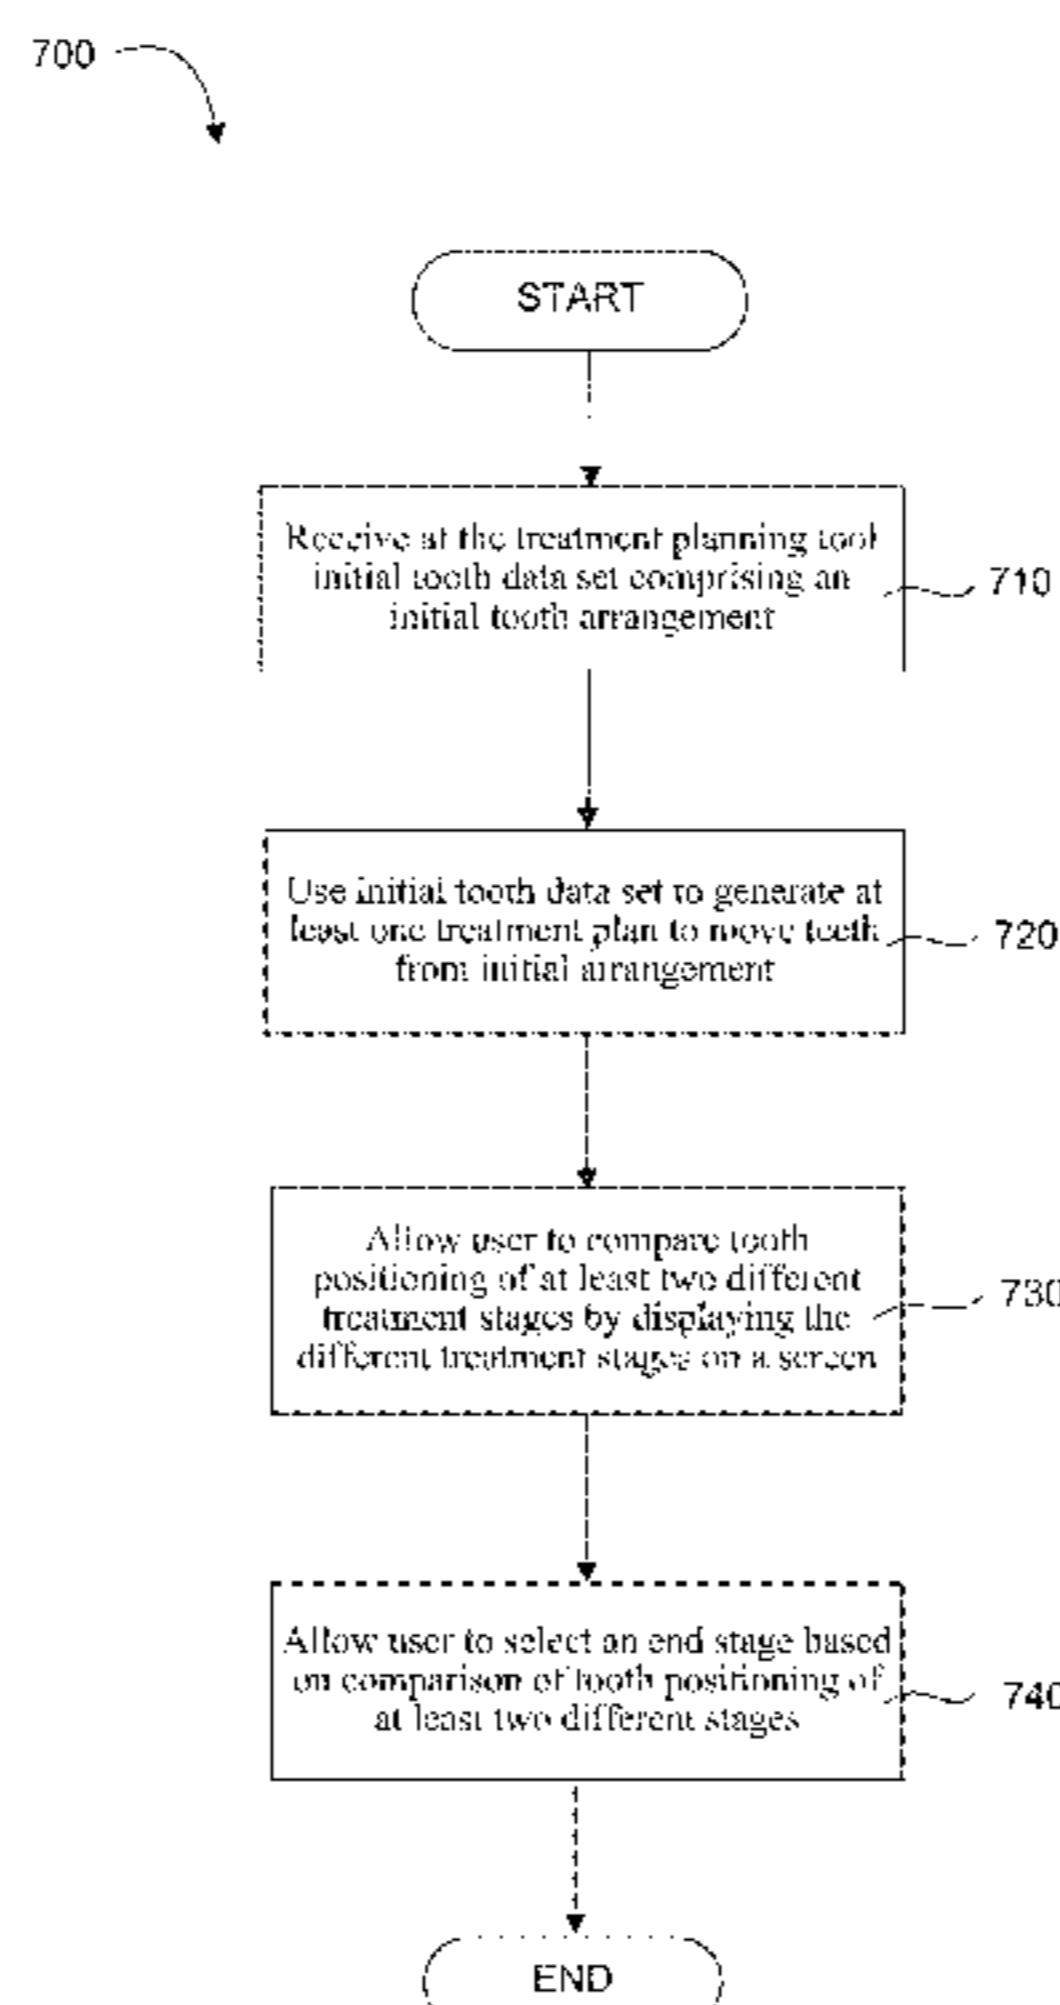 700
START
Receive at the treatment planning tool
initial tooth data set comprising an
initial tooth arrangement
710
Use initial tooth data set to generate at
least one treatment plan to move teeth
from initial arrangement
720
Allow user to compare tooth
positioning of at least two different
treatment stages by displaying the
different treatment stages on a screen
730
Allow user to select an end stage based
on comparison of tooth positioning of
at least two different stages
740
END